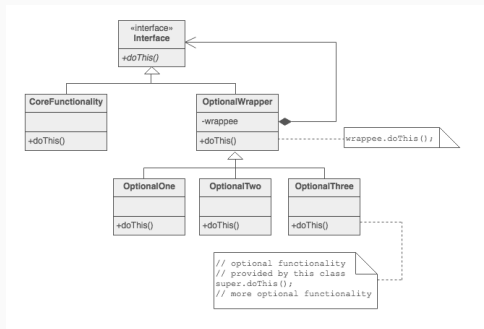 «interface»
Interface
+doThis()
CoreFunctionality
+doThis()
OptionalWrapper
-wrappee
+doThis()
wrappee.doThis();
OptionalOne
+doThis()
OptionalTwo
+doThis()
OptionalThree
+doThis()
// optional functionality
// provided by this class
super.doThis();
// more optional functionality